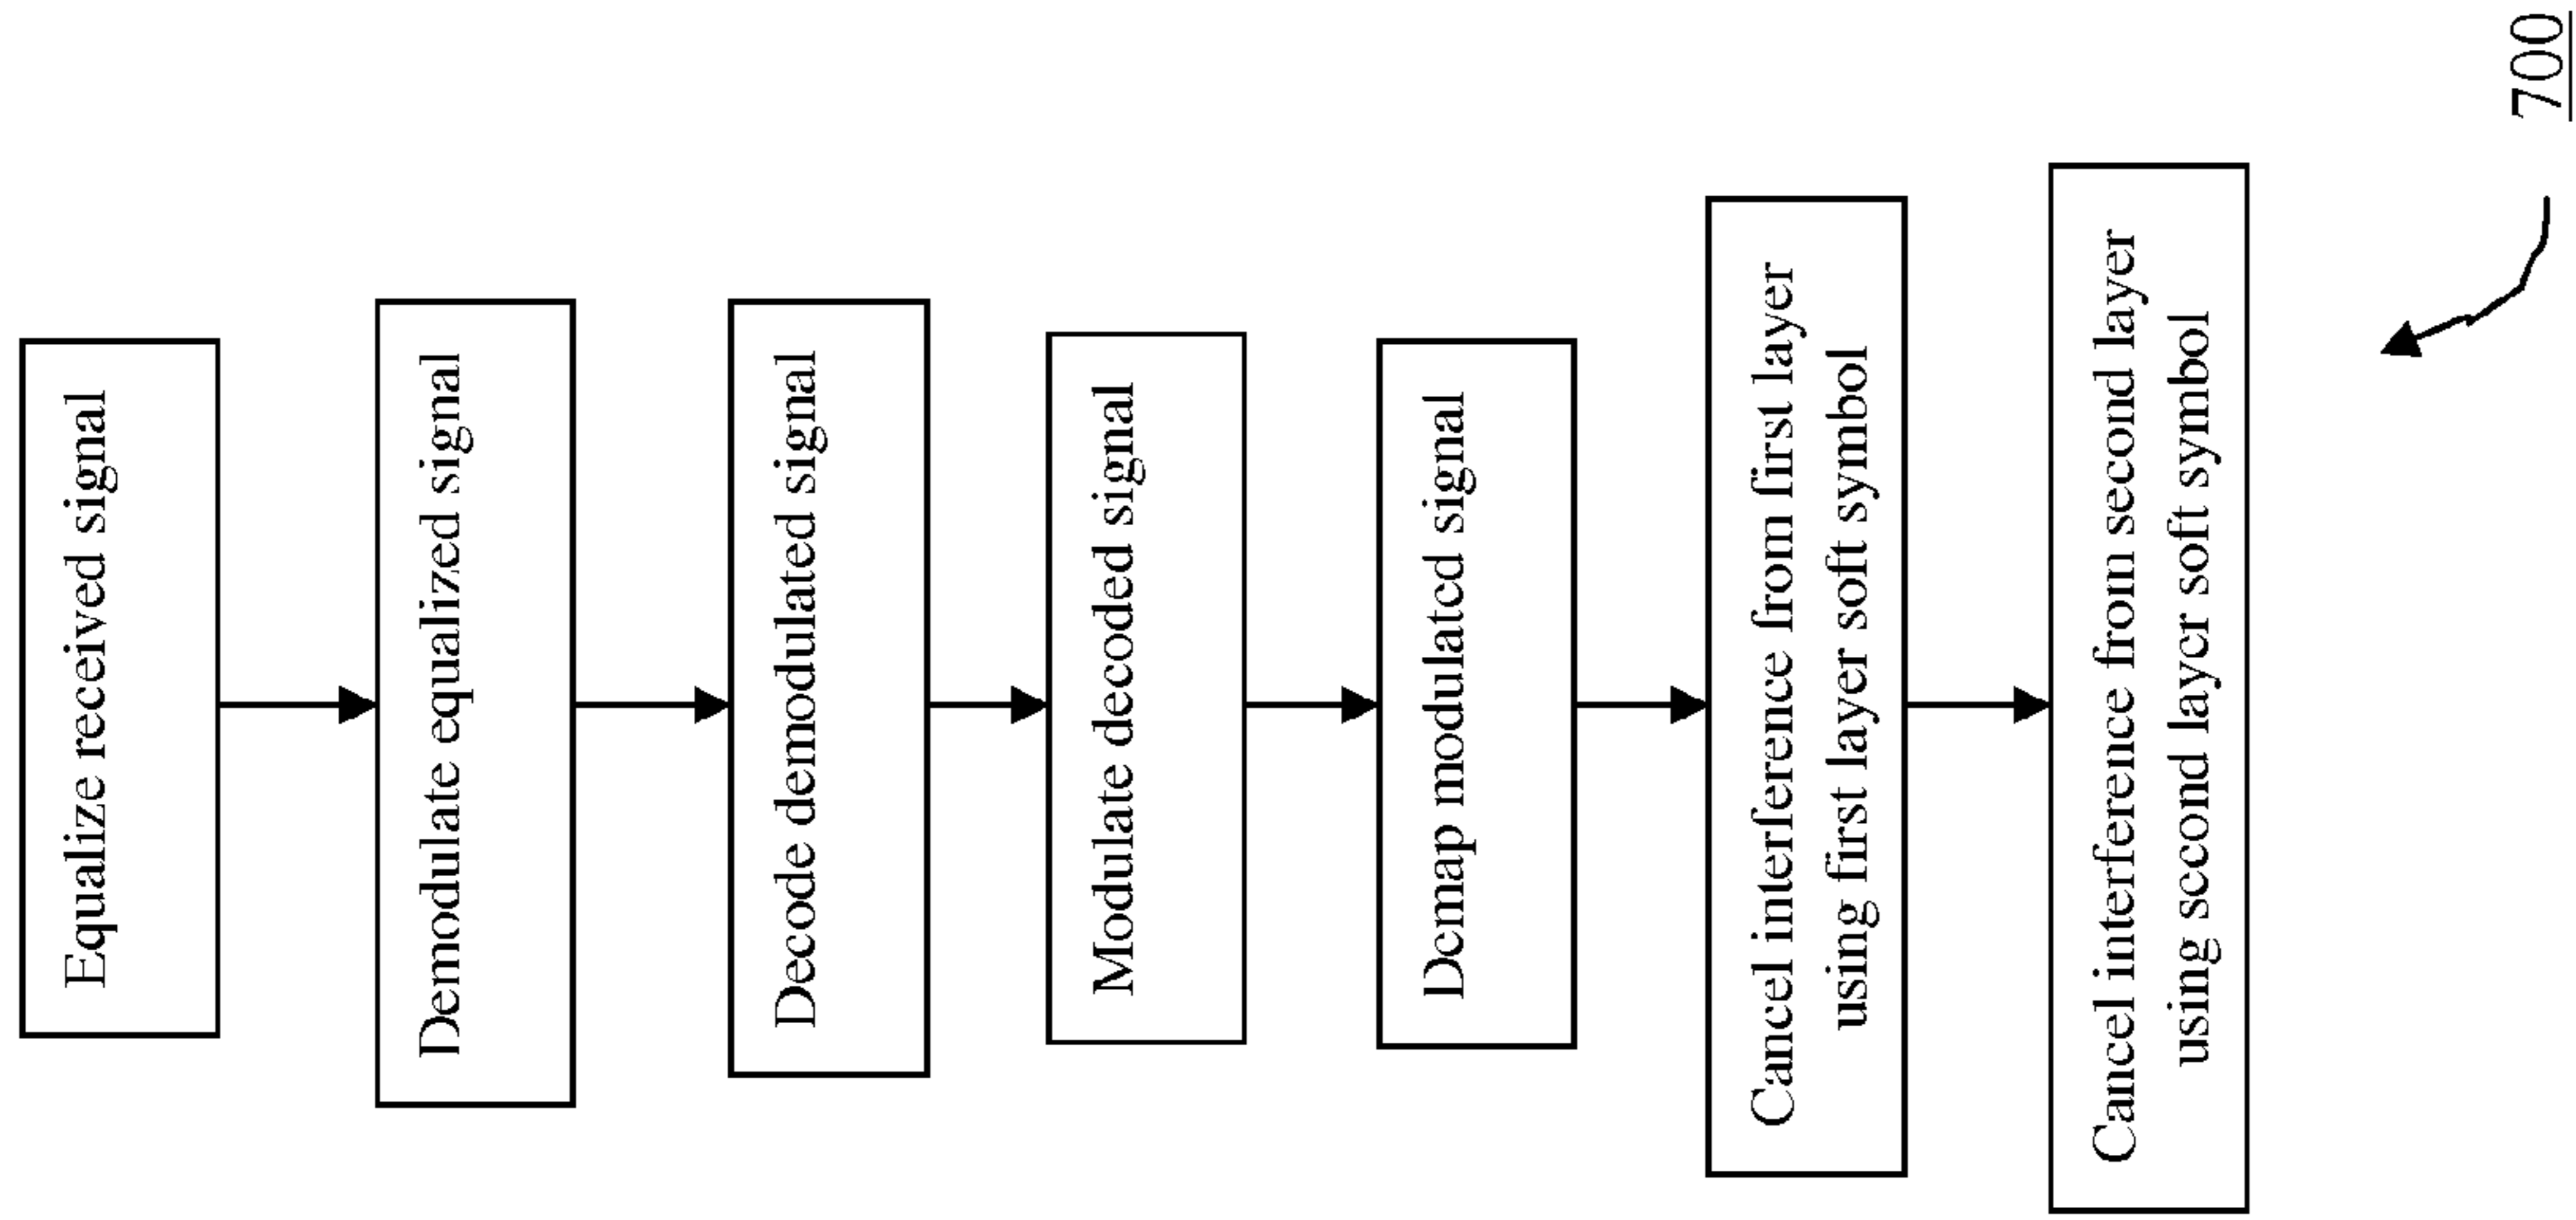 Equalize received signal
Demodulate equalized signal
Decode demodulated signal
Modulate decoded signal
Demap modulated signal
Cancel interference from first layer
using first layer soft symbol
Cancel interference from second layer
using second layer soft symbol
700